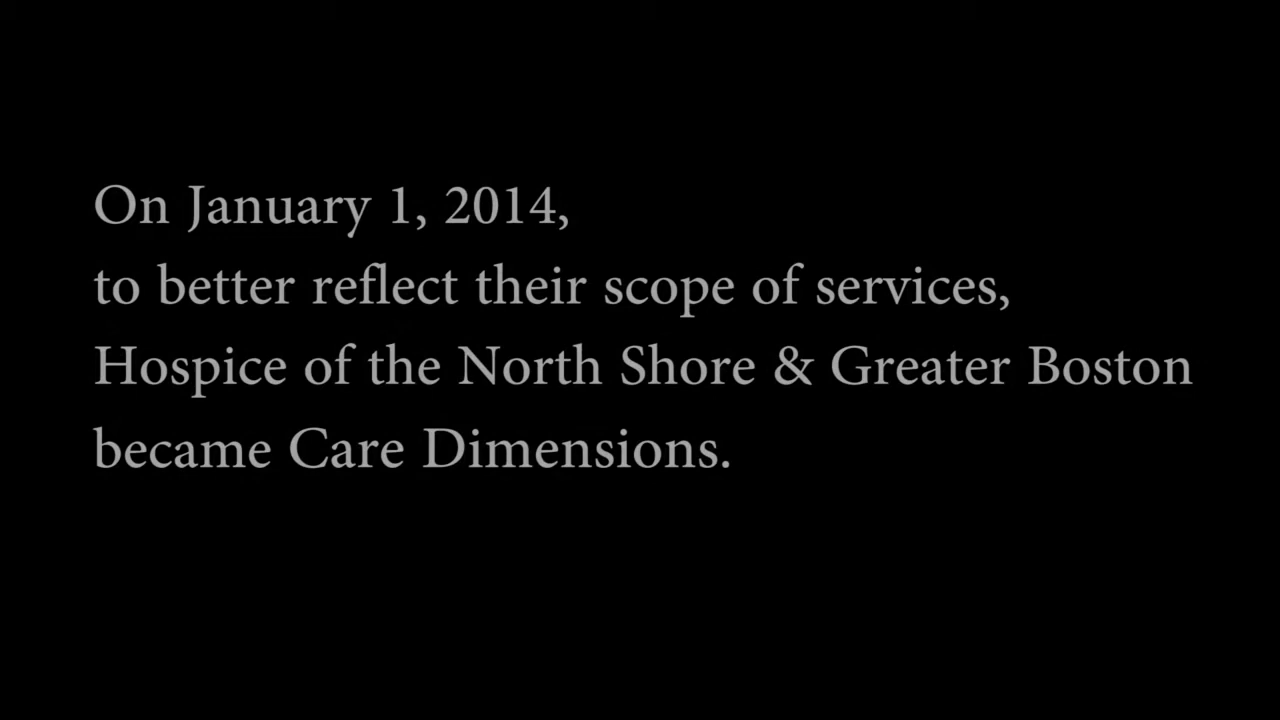 On January 1, 2014,
to better reflect their scope of services,
Hospice of the North Shore & Greater Boston
became Care Dimensions.